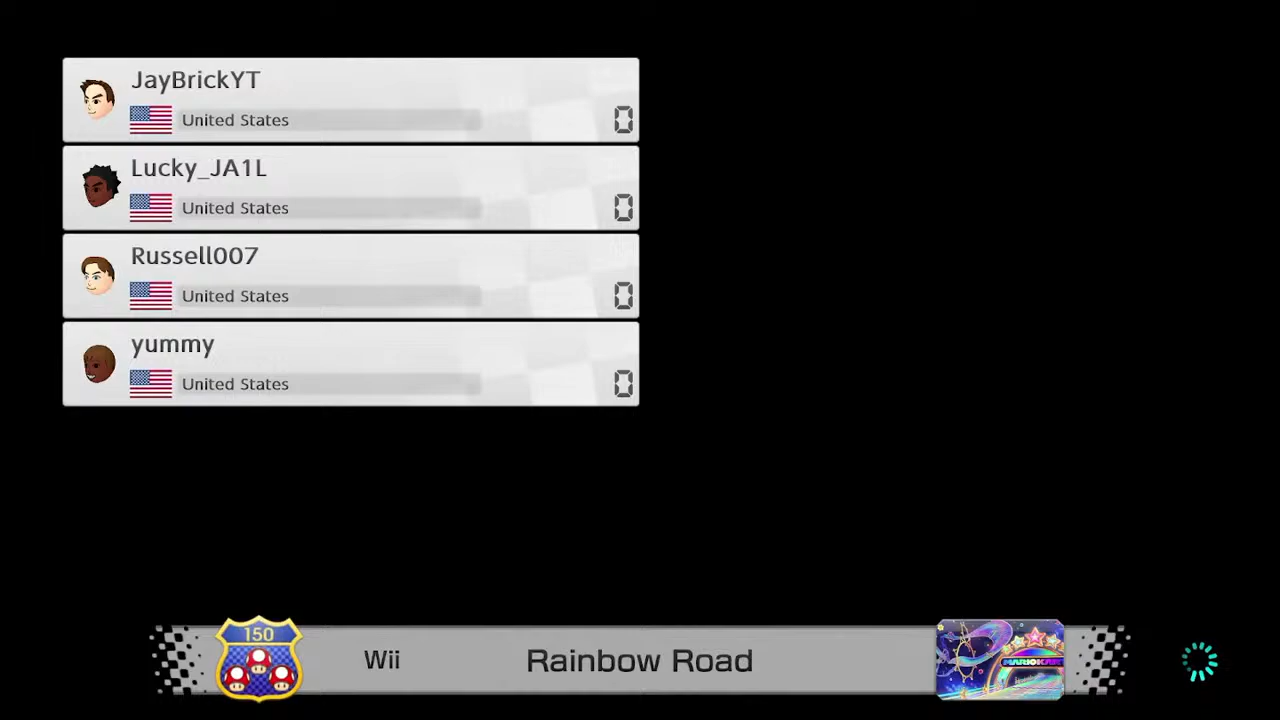 JayBrickYT
United States 0
Lucky_JA1L
United States 0
Russell007
United States 0
yummy
United States 0
150 Wii Rainbow Road
MARIOKART